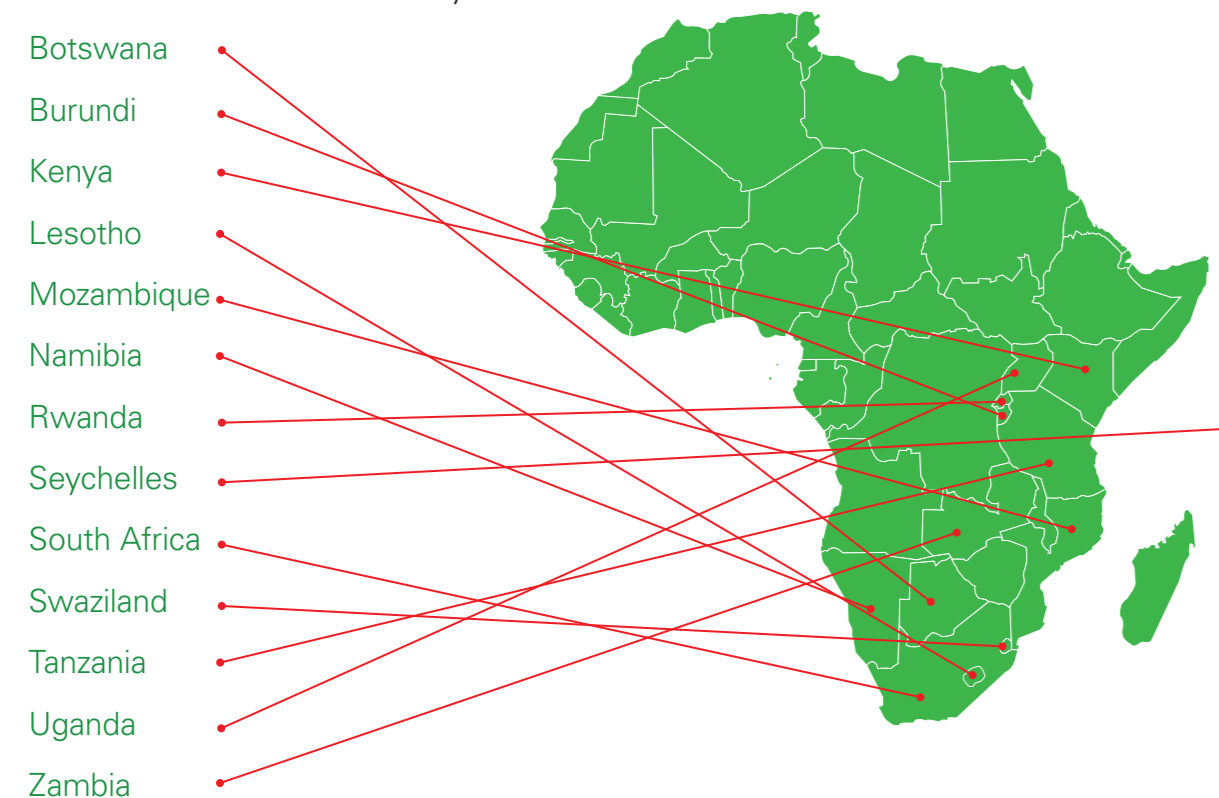 Botswana
Burundi
Kenya
Lesotho
Mozambique
Namibia
Rwanda
Seychelles
South Africa
Swaziland
Tanzania
Uganda
Zambia